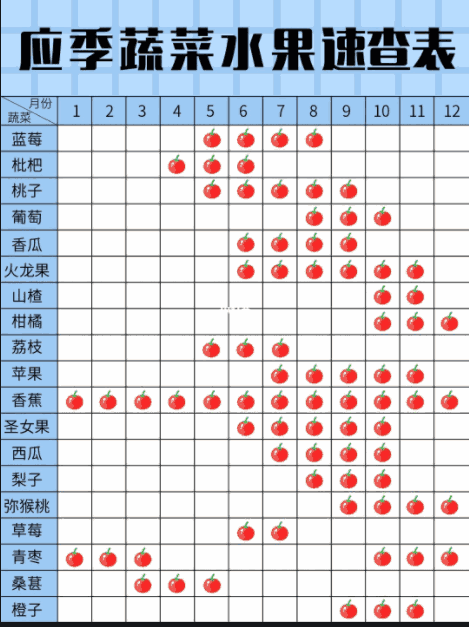 应季蔬菜水果速查表
月份
蔬菜
1 2 3 4 5 6 7 8 9 10 11 12
蓝莓
枇杷
桃子
葡萄
香瓜
火龙果
山楂
柑橘
荔枝
苹果
香蕉
圣女果
西瓜
梨子
弥猴桃
草莓
青枣
桑葚
橙子